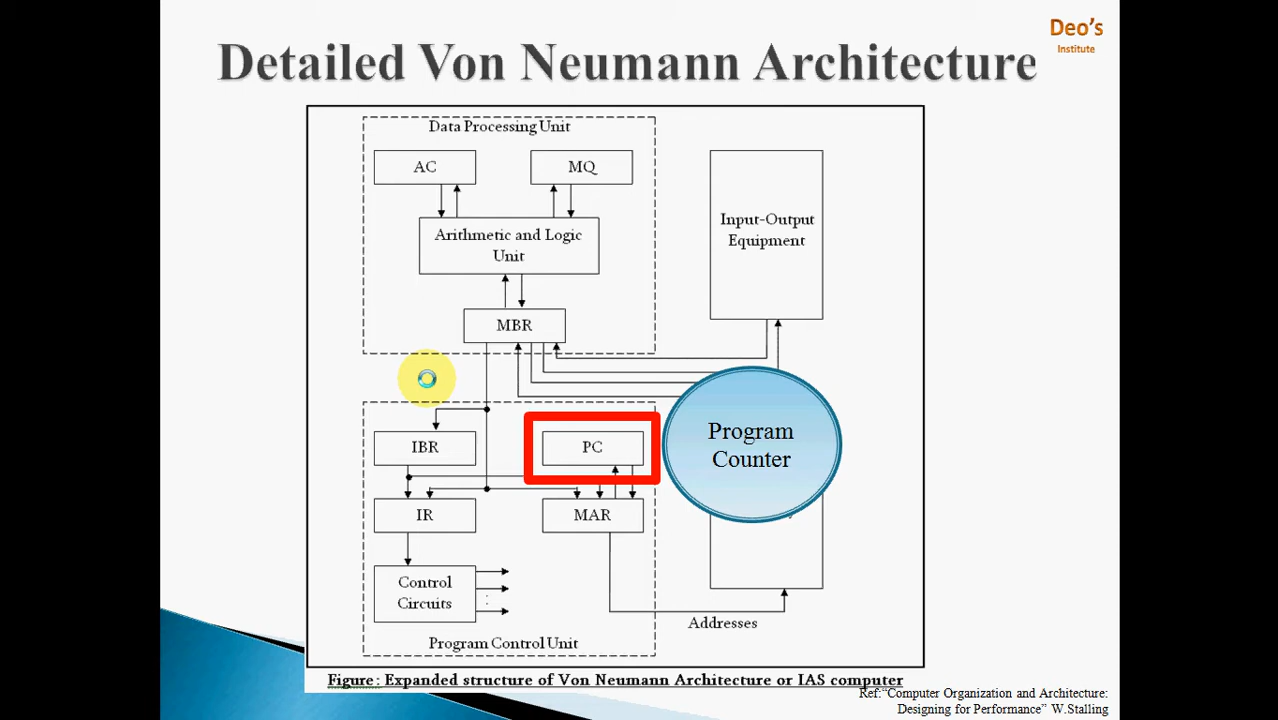 Deo's
Institute
Detailed Von Neumann Architecture
Data Processing Unit
AC
MQ
Arithmetic and Logic
Unit
MBR
Input-Output
Equipment
IBR
PC
Program
Counter
IR
MAR
Control
Circuits
Addresses
Program Control Unit
Figure: Expanded structure of Von Neumann Architecture or IAS computer
Ref:“Computer Organization and Architecture:
Designing for Performance” W.Stalling